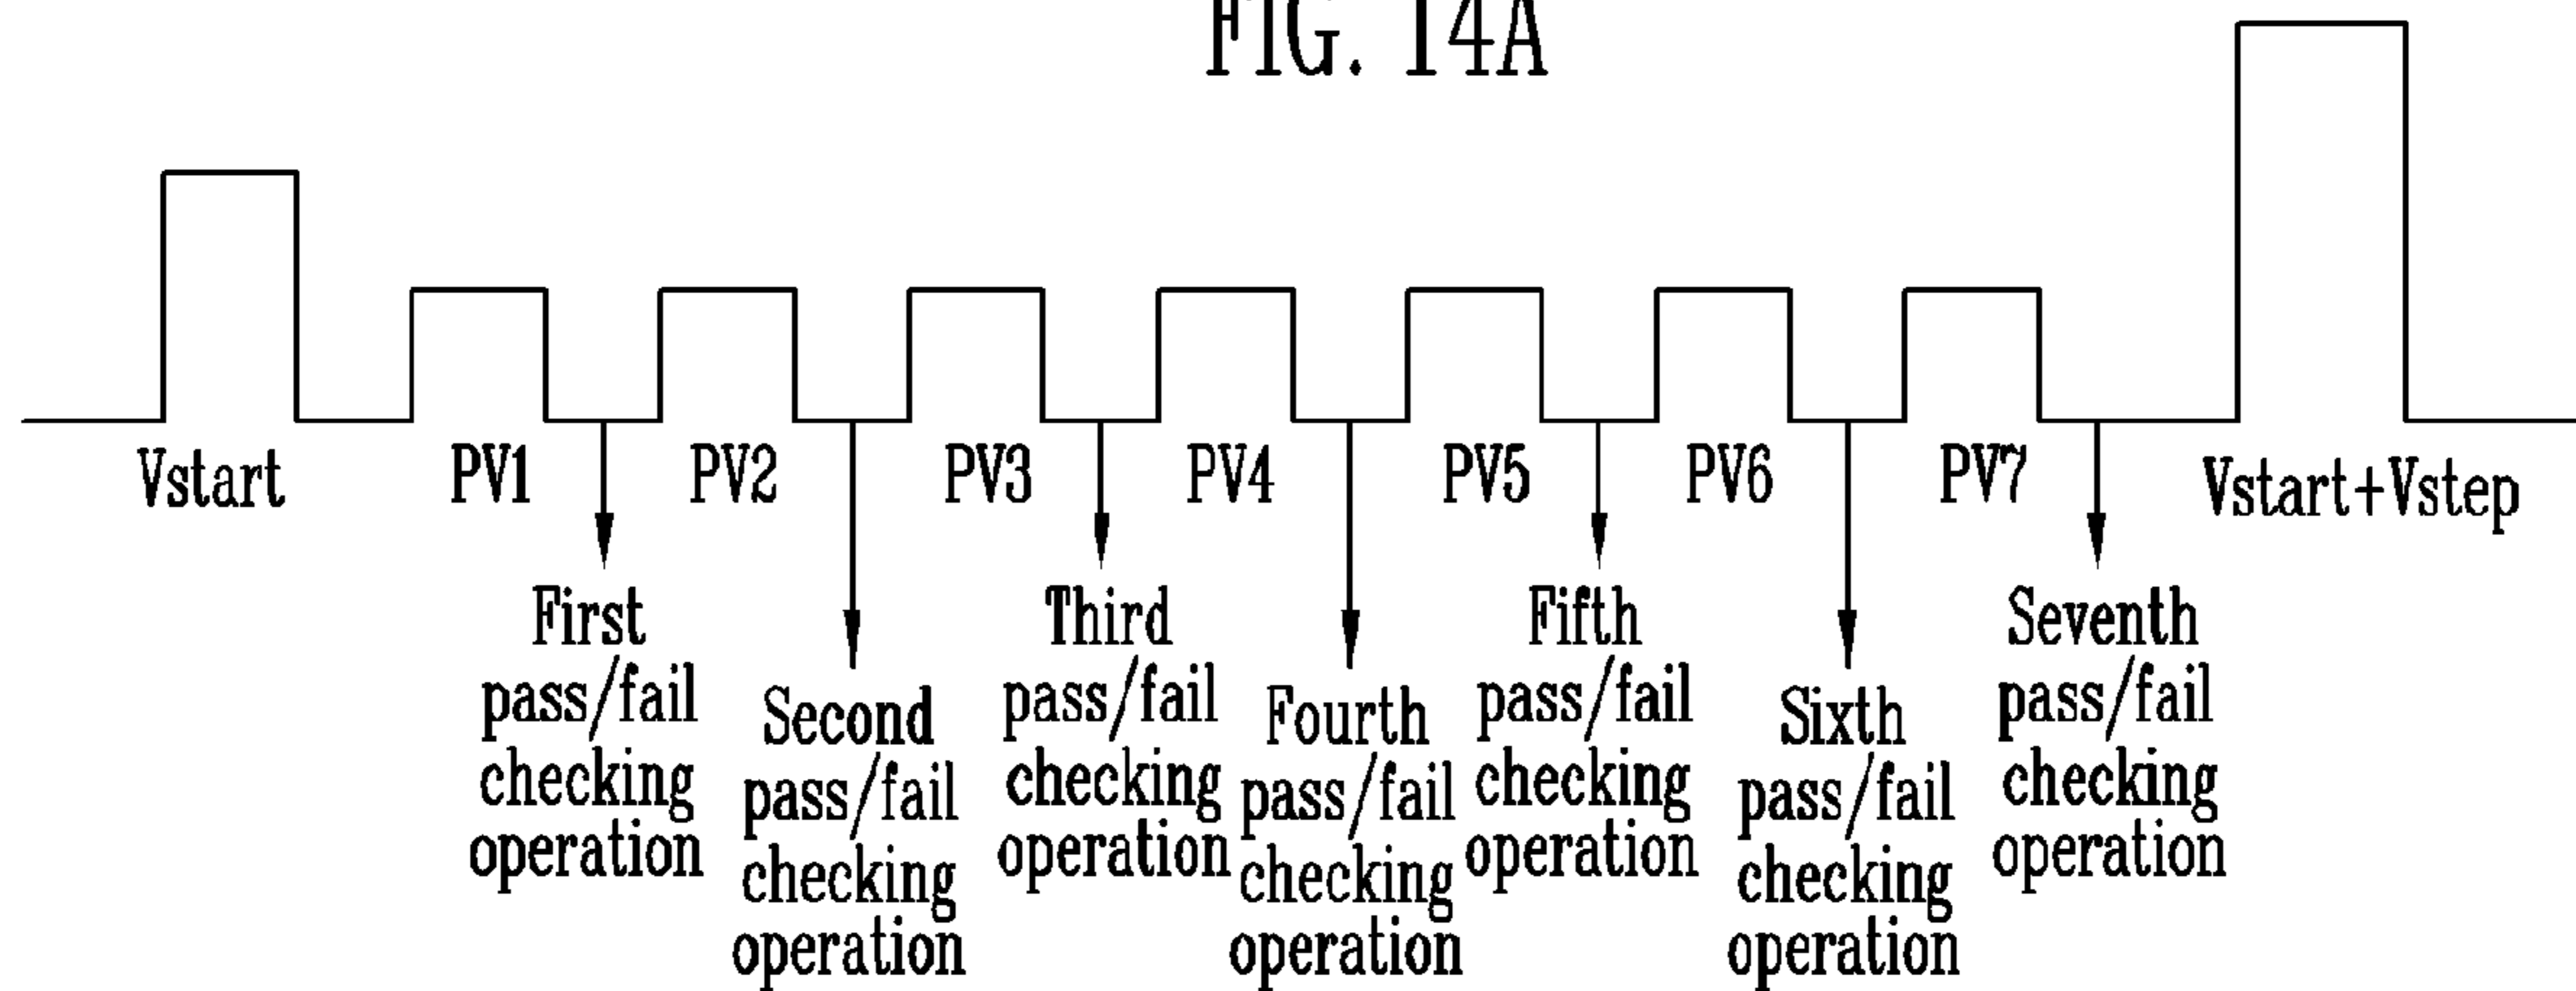 FIG. 14A
Vstart
PV1
PV2
PV3
PV4
PV5
PV6
PV7
Vstart+Vstep
First
pass/fail
checking
operation
Second
pass/fail
checking
operation
Third
pass/fail
checking
operation
Fourth
pass/fail
checking
operation
Fifth
pass/fail
checking
operation
Sixth
pass/fail
checking
operation
Seventh
pass/fail
checking
operation